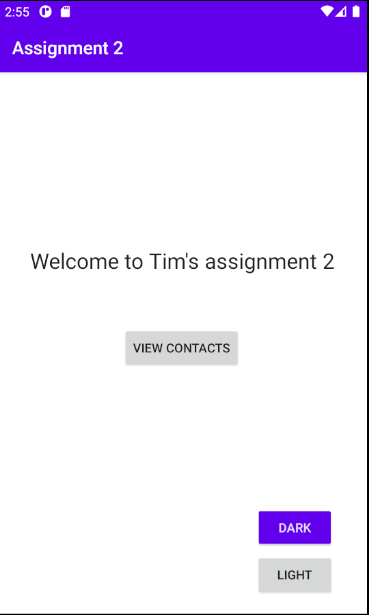 2:55
Assignment 2
Welcome to Tim's assignment 2
VIEW CONTACTS
DARK
LIGHT